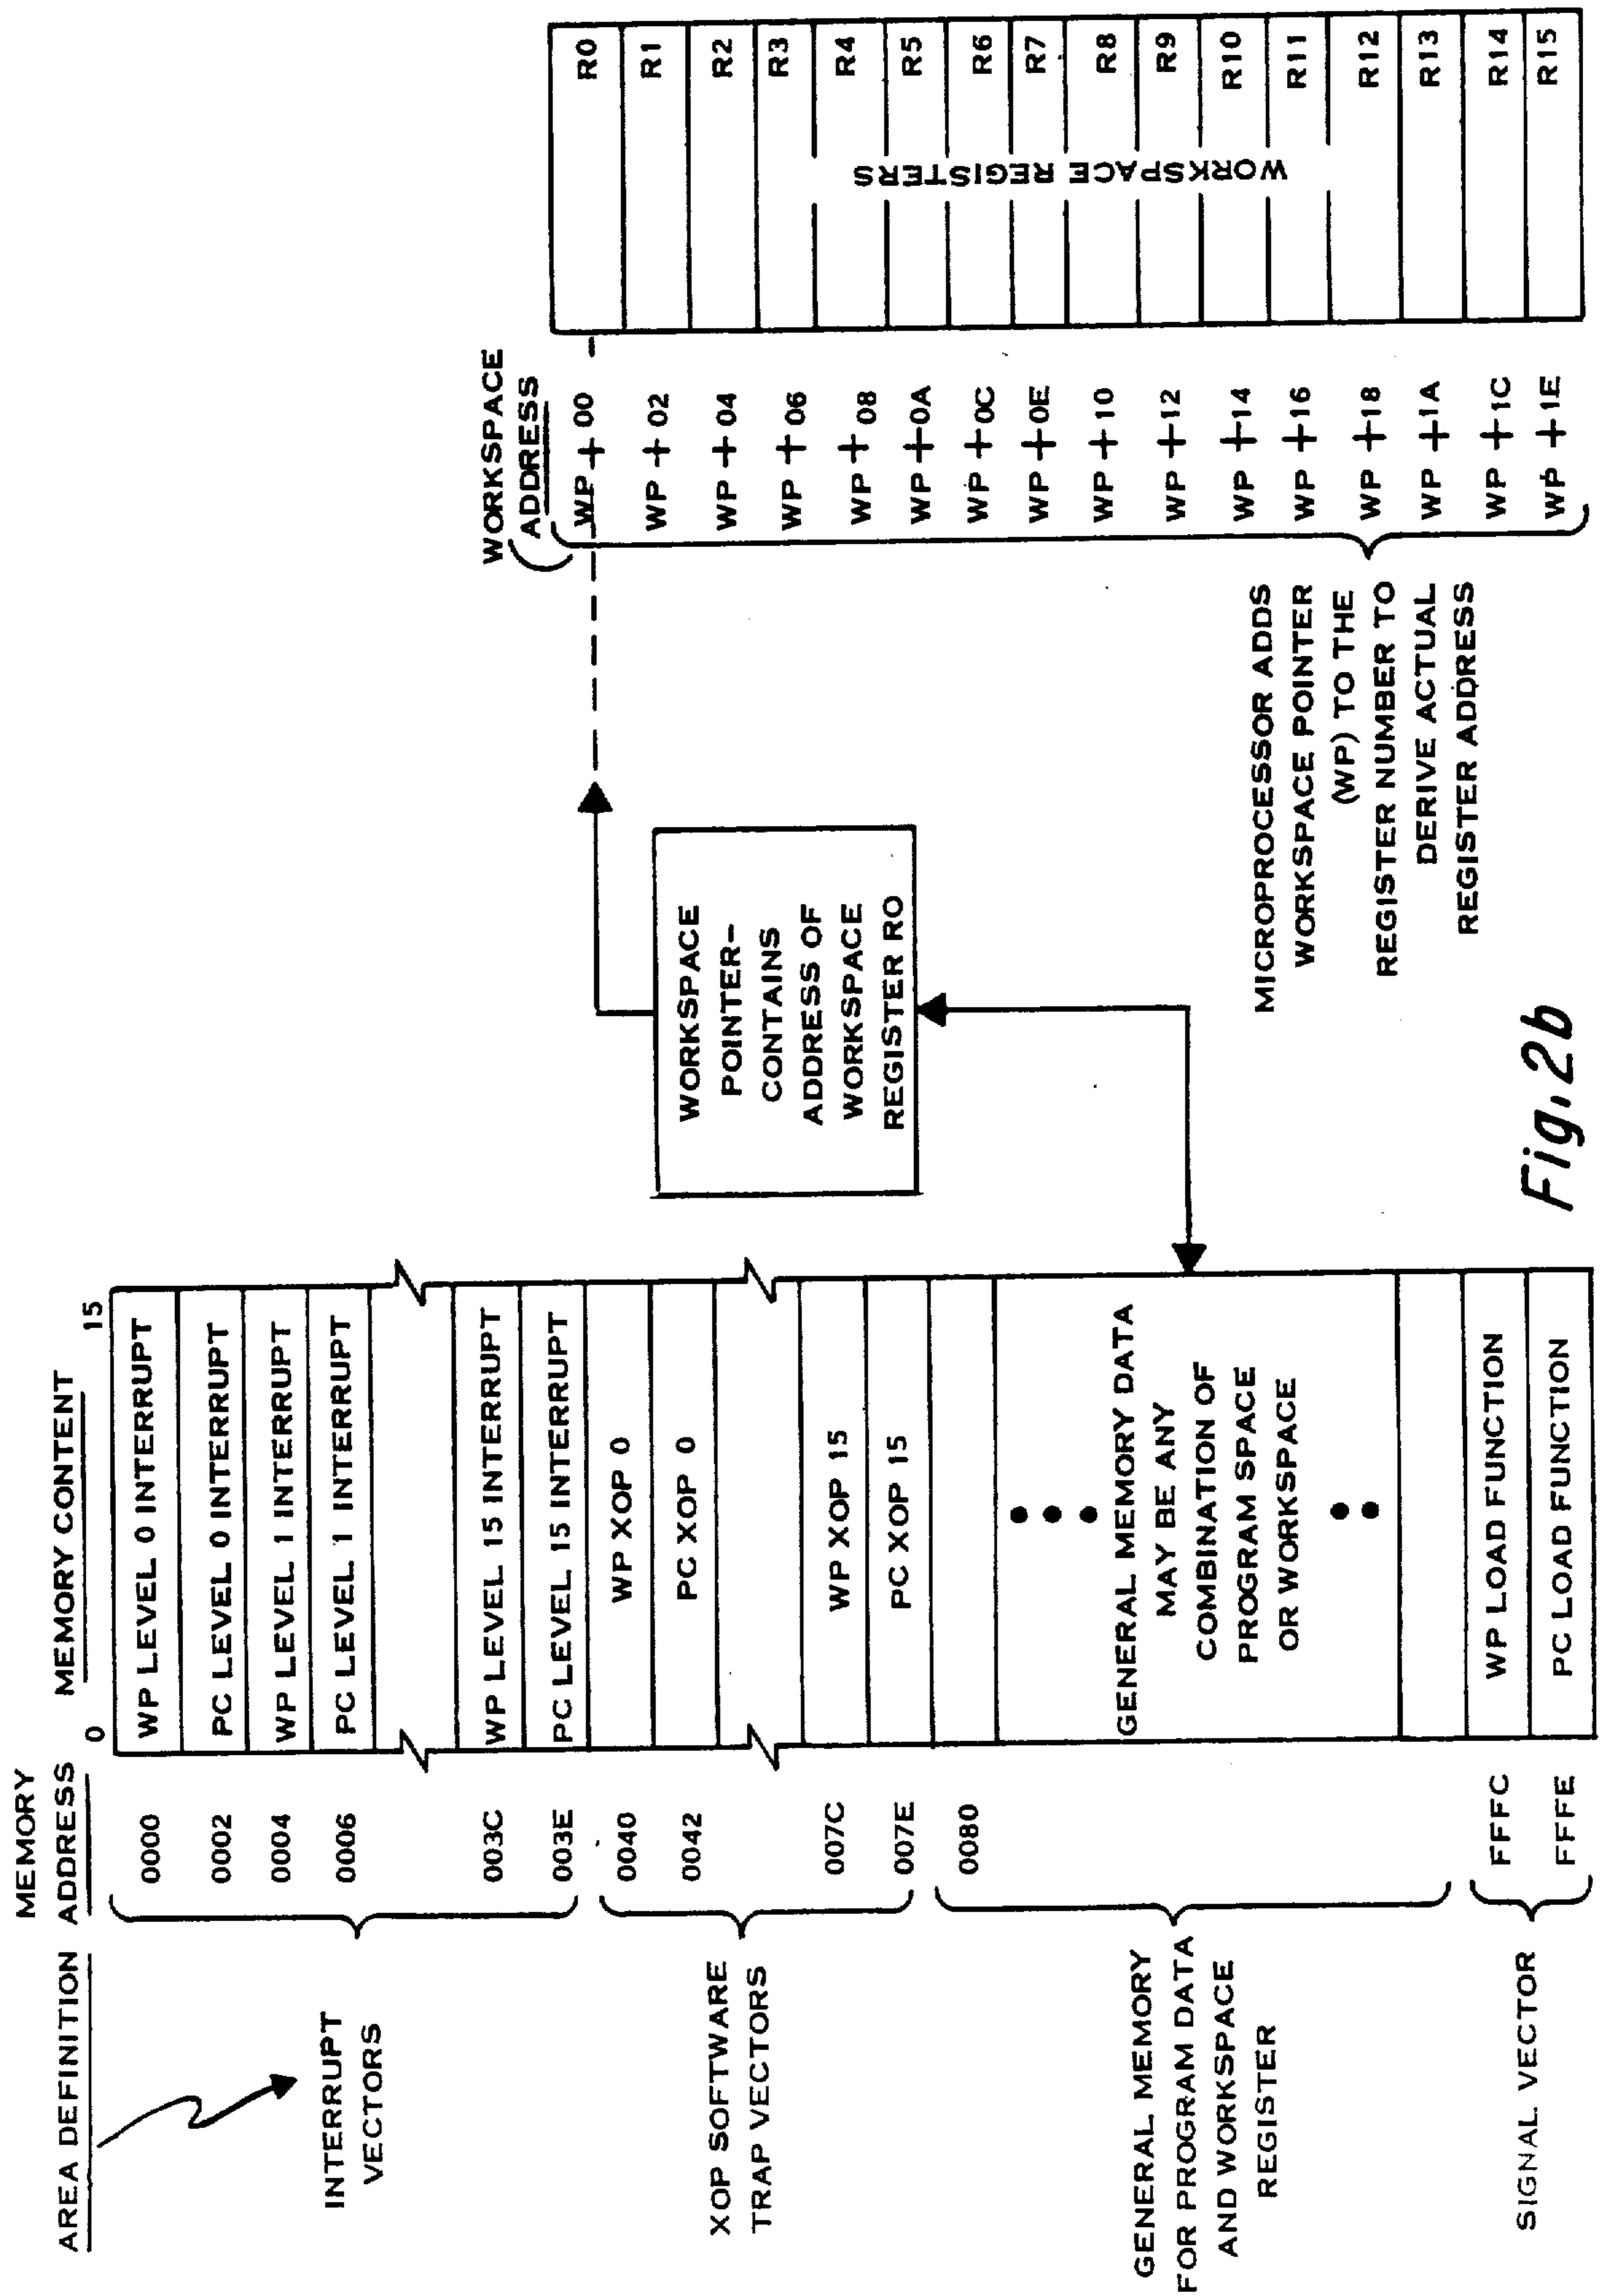 AREA DEFINITION
MEMORY
ADDRESS
MEMORY CONTENT
0
15
INTERRUPT
VECTORS
0000
WP LEVEL 0 INTERRUPT
0002
PC LEVEL 0 INTERRUPT
0004
WP LEVEL 1 INTERRUPT
0006
PC LEVEL 1 INTERRUPT
003C
WP LEVEL 15 INTERRUPT
003E
PC LEVEL 15 INTERRUPT
XOP SOFTWARE
TRAP VECTORS
0040
WP XOP 0
0042
PC XOP 0
007C
WP XOP 15
007E
PC XOP 15
GENERAL MEMORY
FOR PROGRAM DATA
AND WORKSPACE
REGISTER
0080
GENERAL MEMORY DATA
MAY BE ANY
COMBINATION OF
PROGRAM SPACE
OR WORKSPACE
SIGNAL VECTOR
FFFC
WP LOAD FUNCTION
FFFE
PC LOAD FUNCTION
WORKSPACE
POINTER-
CONTAINS
ADDRESS OF
WORKSPACE
REGISTER RO
WORKSPACE
ADDRESS
WP + 00
R0
WP + 02
R1
WP + 04
R2
WP + 06
R3
WP + 08
R4
WP + 0A
R5
WP + 0C
R6
WP + 0E
R7
WP + 10
R8
WP + 12
R9
WP + 14
R10
WP + 16
R11
WP + 18
R12
WP + 1A
R13
WP + 1C
R14
WP + 1E
R15
WORKSPACE REGISTERS
MICROPROCESSOR ADDS
WORKSPACE POINTER
(WP) TO THE
REGISTER NUMBER TO
DERIVE ACTUAL
REGISTER ADDRESS
Fig. 2b